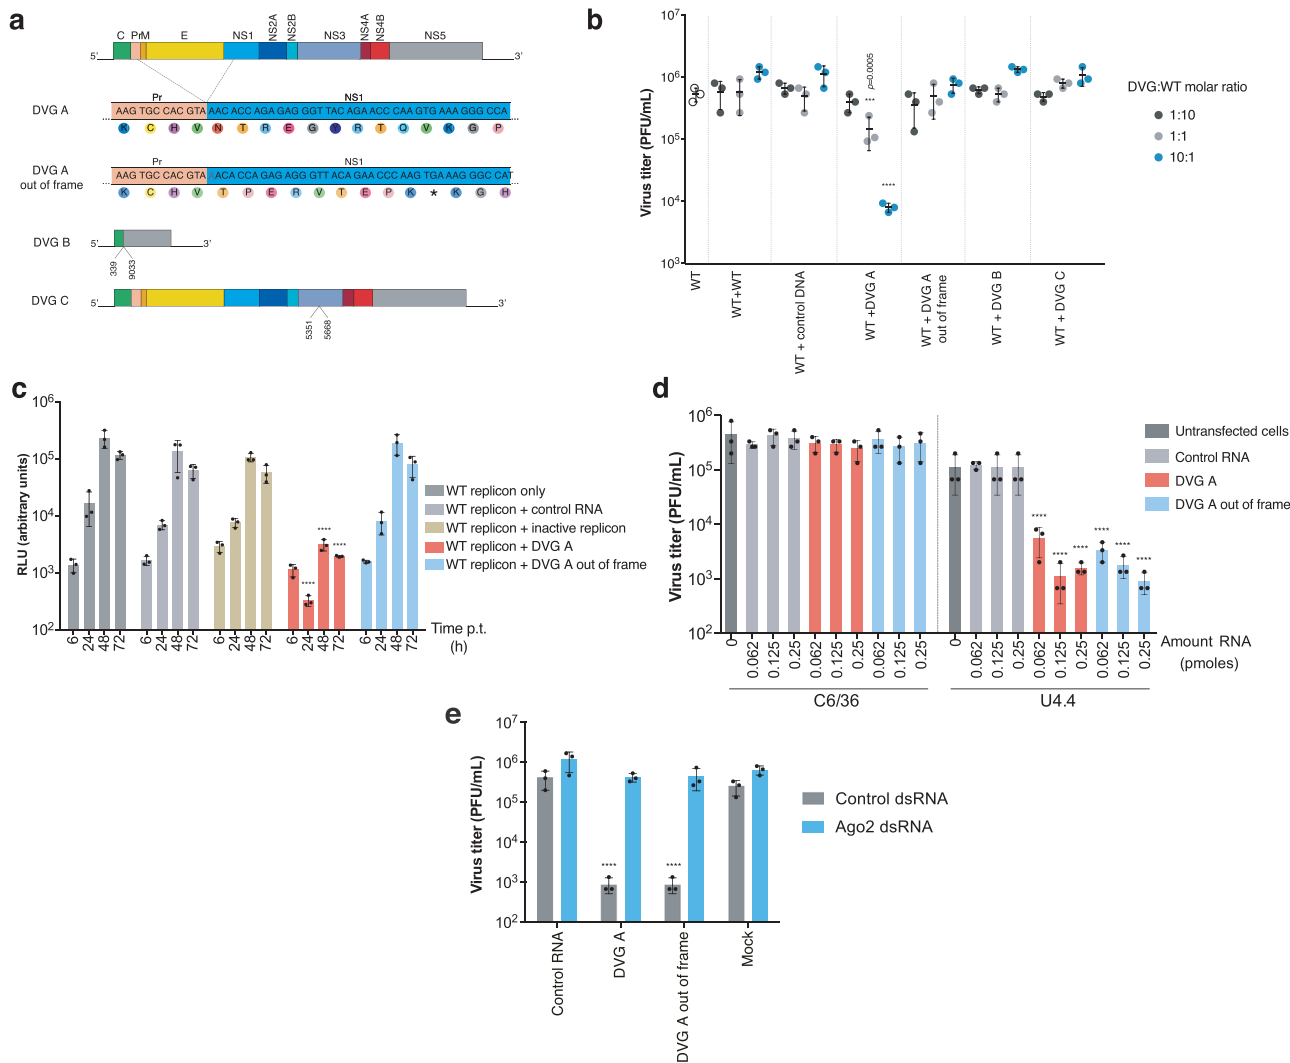 a
C PrM E NS1 NS2A NS2B NS3 NS4A NS4B NS5
5' 3'
Pr NS1
DVG A
AAG TGC CAC GTA AAC ACC AGA GAG GGT TAC AGA ACC CAA GTG AAA GGG CCA
K C H V N T R E G Y R T Q V K G P
Pr NS1
DVG A
out of frame
AAG TGC CAC GTA ACA CCA GAG AGG GTT ACA GAA CCC AAG TGA AAG GGC CAT
K C H V T P E R V T E P K * K G H
DVG B 5' 3'
339 9033
DVG C 5' 3'
5351 5668
b
Virus titer (PFU/mL)
10⁷
10⁶
10⁵
10⁴
10³
p=0.0005
***
****
WT
WT+WT
WT + control DNA
WT +DVG A
WT + DVG A
out of frame
WT + DVG B
WT + DVG C
DVG:WT molar ratio
1:10
1:1
10:1
c
RLU (arbitrary units)
10⁶
10⁵
10⁴
10³
10²
**** **** ****
6 24 48 72 6 24 48 72 6 24 48 72 6 24 48 72 6 24 48 72
Time p.t.
(h)
WT replicon only
WT replicon + control RNA
WT replicon + inactive replicon
WT replicon + DVG A
WT replicon + DVG A out of frame
d
Virus titer (PFU/mL)
10⁶
10⁵
10⁴
10³
10²
**** **** **** **** **** ****
0 0.062 0.125 0.25 0.062 0.125 0.25 0.062 0.125 0.25 0 0.062 0.125 0.25 0.062 0.125 0.25 0.062 0.125 0.25
Amount RNA
(pmoles)
C6/36 U4.4
Untransfected cells
Control RNA
DVG A
DVG A out of frame
e
Virus titer (PFU/mL)
10⁷
10⁶
10⁵
10⁴
10³
10²
**** ****
Control RNA
DVG A
DVG A out of frame
Mock
Control dsRNA
Ago2 dsRNA